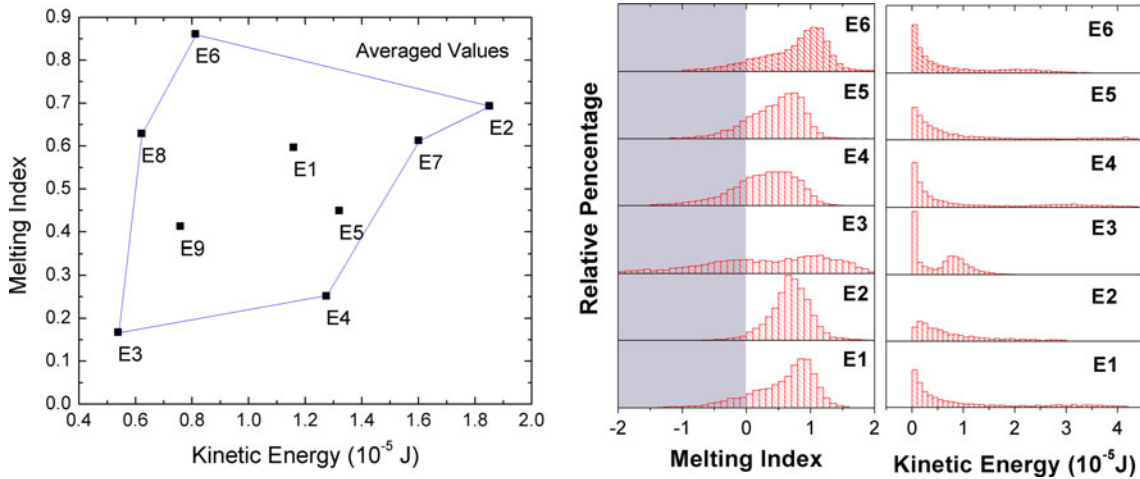 0.9
0.8
0.7
0.6
0.5
0.4
0.3
0.2
0.1
0.0
Melting Index
Averaged Values
E6
E2
E8
E7
E1
E5
E9
E4
E3
0.4 0.6 0.8 1.0 1.2 1.4 1.6 1.8 2.0
Kinetic Energy (10⁻⁵ J)
Relative Pencentage
E6
E5
E4
E3
E2
E1
-2 -1 0 1 2
Melting Index
E6
E5
E4
E3
E2
E1
0 1 2 3 4
Kinetic Energy (10⁻⁵J)